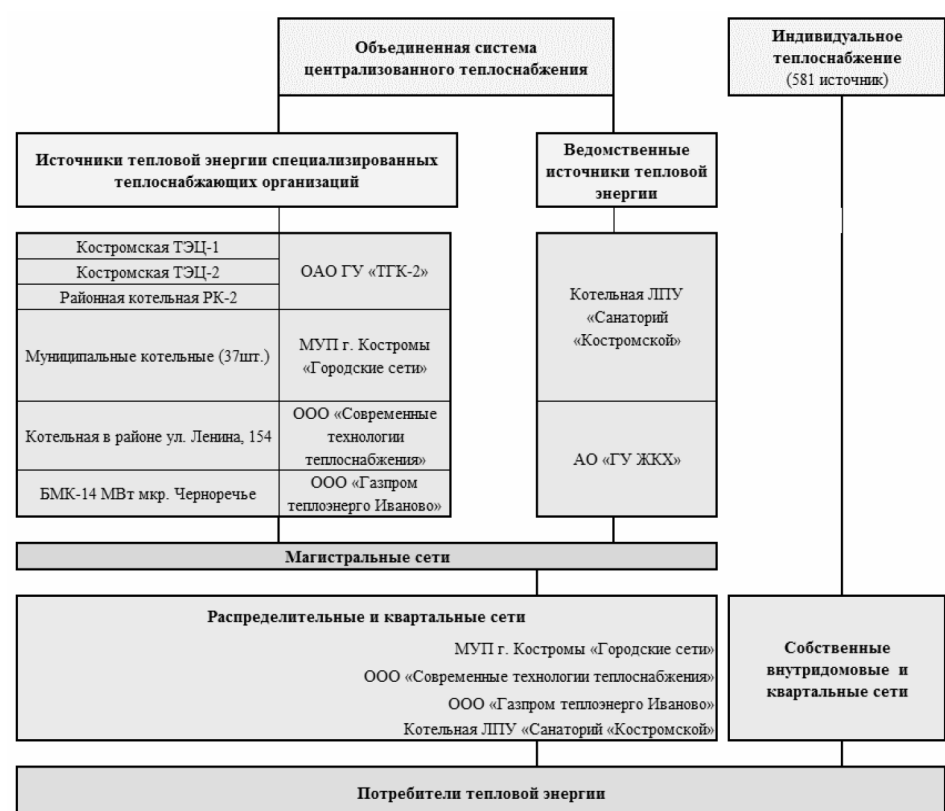 Объединенная система
централизованного теплоснабжения
Индивидуальное
теплоснабжение
(581 источник)
Источники тепловой энергии специализированных
теплоснабжающих организаций
Ведомственные
источники тепловой
энергии
Костромская ТЭЦ-1
Костромская ТЭЦ-2
Районная котельная РК-2
ОАО ГУ «ТГК-2»
Муниципальные котельные (37шт.)
МУП г. Костромы
«Городские сети»
Котельная в районе ул. Ленина, 154
ООО «Современные
технологии
теплоснабжения»
БМК-14 МВт мкр. Черноречье
ООО «Газпром
теплоэнерго Иваново»
Котельная ЛПУ
«Санаторий
«Костромской»
АО «ГУ ЖКХ»
Магистральные сети
Распределительные и квартальные сети
МУП г. Костромы «Городские сети»
ООО «Современные технологии теплоснабжения»
ООО «Газпром теплоэнерго Иваново»
Котельная ЛПУ «Санаторий «Костромской»
Собственные
внутридомовые и
квартальные сети
Потребители тепловой энергии